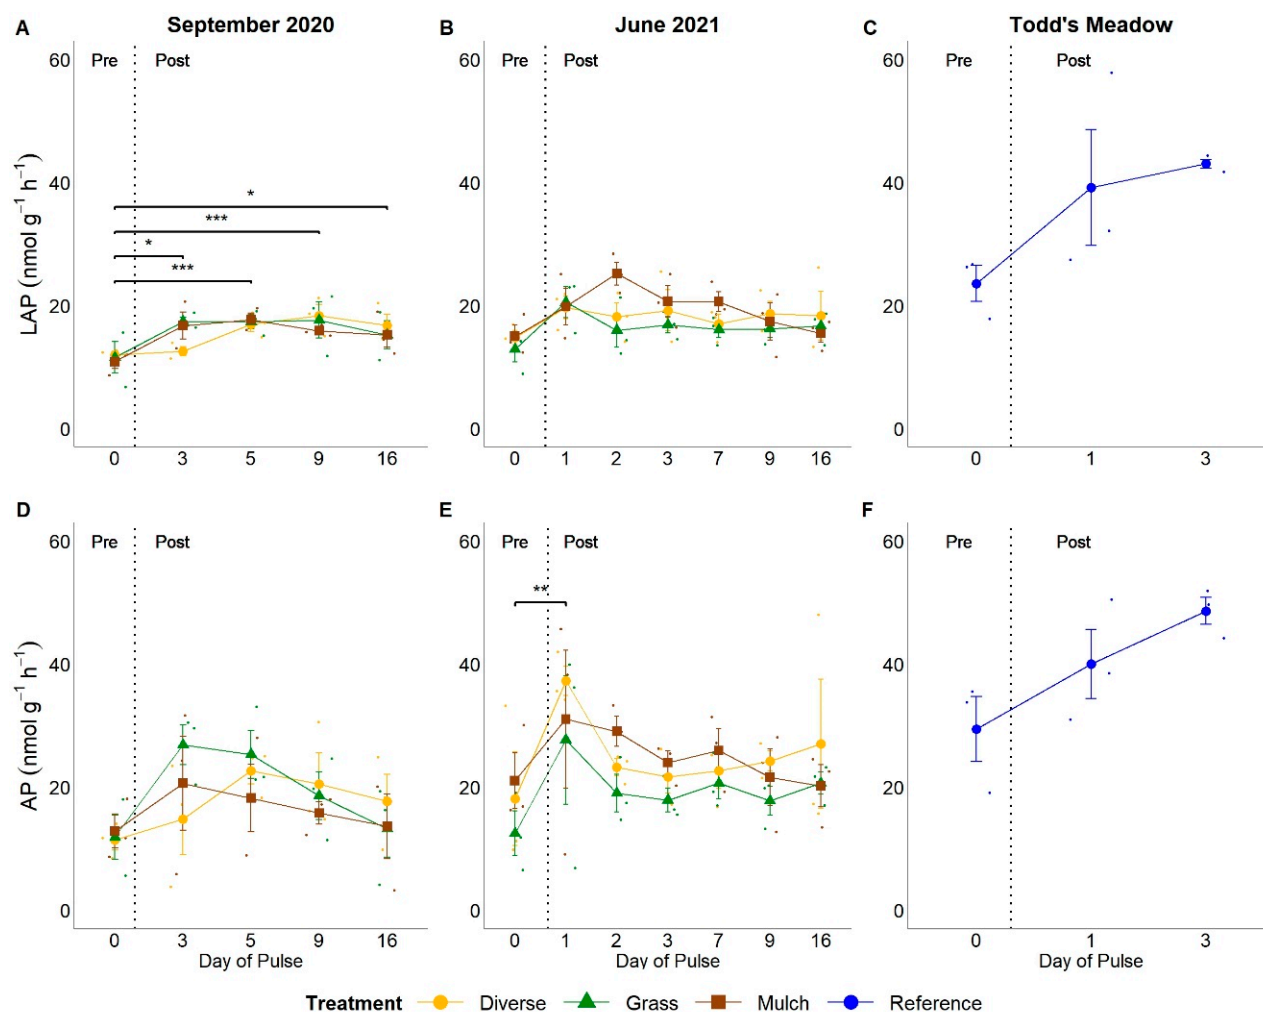 A September 2020 B June 2021 C Todd's Meadow
60 Pre Post 60 Pre Post 60 Pre Post
40 40 40
LAP (nmol g⁻¹ h⁻¹)
*
***
*
***
20 20 20
0 0 0
0 3 5 9 16 0 1 2 3 7 9 16 0 1 3
D E F
60 Pre Post 60 Pre Post 60 Pre Post
**
40 40 40
AP (nmol g⁻¹ h⁻¹)
20 20 20
0 0 0
0 3 5 9 16 0 1 2 3 7 9 16 0 1 3
Day of Pulse Day of Pulse Day of Pulse
Treatment Diverse Grass Mulch Reference